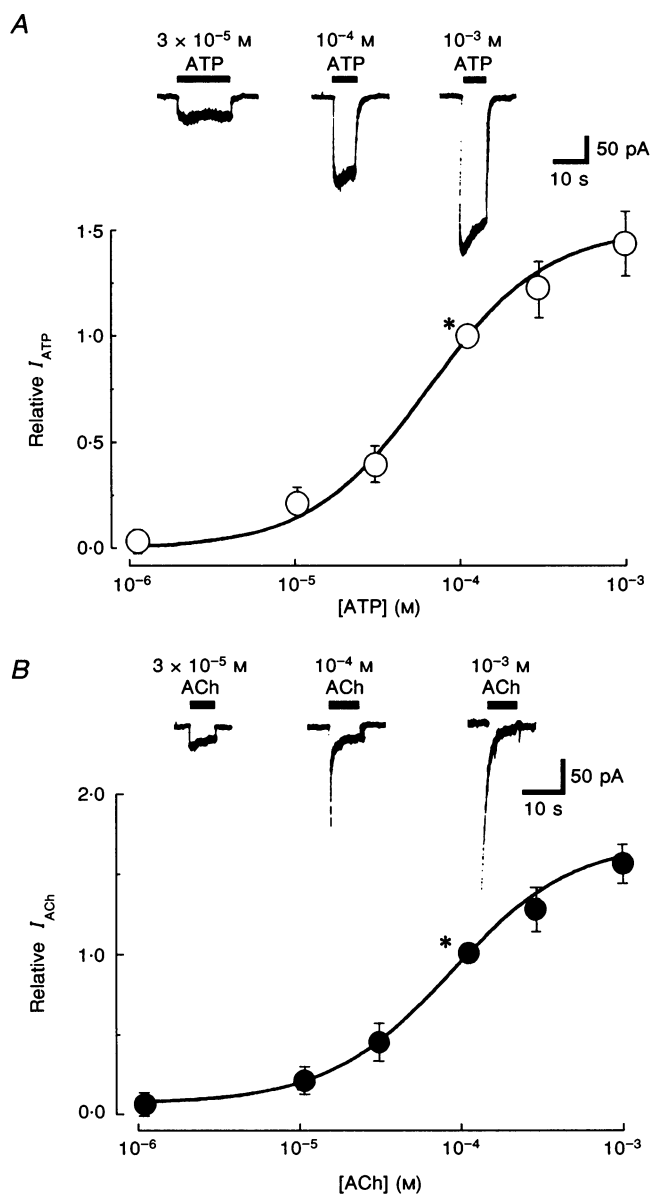 A
3 × 10⁻⁵ M
ATP
10⁻⁴ M
ATP
10⁻³ M
ATP
50 pA
10 s
1·5
1·0
0·5
0·0
Relative I_ATP
*
10⁻⁶
10⁻⁵
10⁻⁴
10⁻³
[ATP] (M)
B
3 × 10⁻⁵ M
ACh
10⁻⁴ M
ACh
10⁻³ M
ACh
50 pA
10 s
2·0
1·0
0·0
Relative I_ACh
*
10⁻⁶
10⁻⁵
10⁻⁴
10⁻³
[ACh] (M)